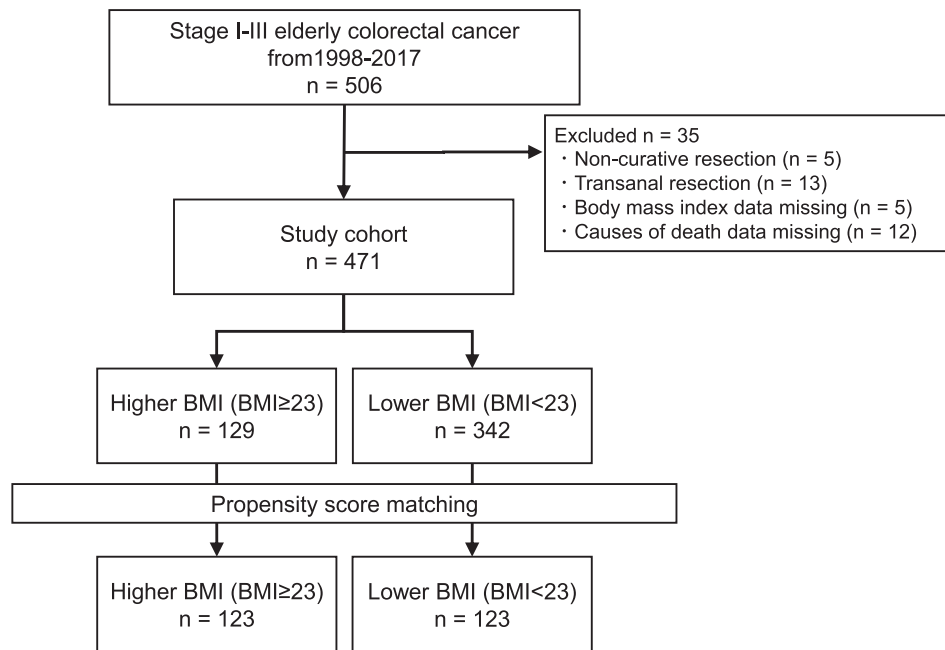 Stage I-III elderly colorectal cancer
from1998-2017
n = 506
Excluded n = 35
・Non-curative resection (n = 5)
・Transanal resection (n = 13)
・Body mass index data missing (n = 5)
・Causes of death data missing (n = 12)
Study cohort
n = 471
Higher BMI (BMI≥23)
n = 129
Lower BMI (BMI<23)
n = 342
Propensity score matching
Higher BMI (BMI≥23)
n = 123
Lower BMI (BMI<23)
n = 123